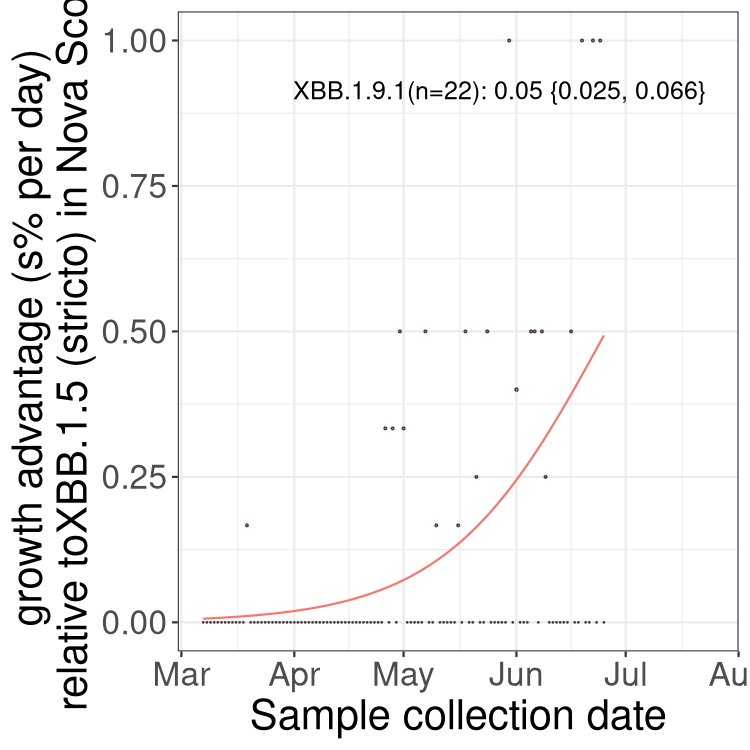 growth advantage (s% per day)
relative toXBB.1.5 (stricto) in Nova Sco
1.00
0.75
0.50
0.25
0.00
XBB.1.9.1(n=22): 0.05 {0.025, 0.066}
Mar Apr May Jun Jul Au
Sample collection date